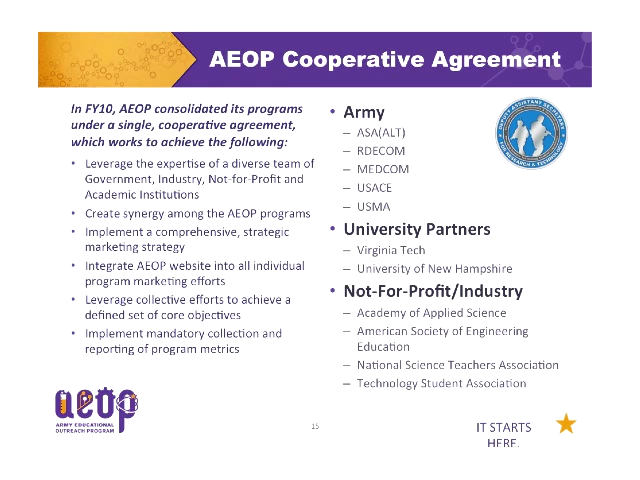 AEOP Cooperative Agreement
In FY10, AEOP consolidated its programs
under a single, cooperative agreement,
which works to achieve the following:
• Leverage the expertise of a diverse team of
Government, Industry, Not-for-Profit and
Academic Institutions
• Create synergy among the AEOP programs
• Implement a comprehensive, strategic
marketing strategy
• Integrate AEOP website into all individual
program marketing efforts
• Leverage collective efforts to achieve a
defined set of core objectives
• Implement mandatory collection and
reporting of program metrics
• Army
– ASA(ALT)
– RDECOM
– MEDCOM
– USACE
– USMA
• University Partners
– Virginia Tech
– University of New Hampshire
• Not-For-Profit/Industry
– Academy of Applied Science
– American Society of Engineering
Education
– National Science Teachers Association
– Technology Student Association
DEPUTY ASSISTANT SECRETARY
FOR RESEARCH & TECHNOLOGY
aeop
ARMY EDUCATIONAL
OUTREACH PROGRAM
15
IT STARTS
HERE.